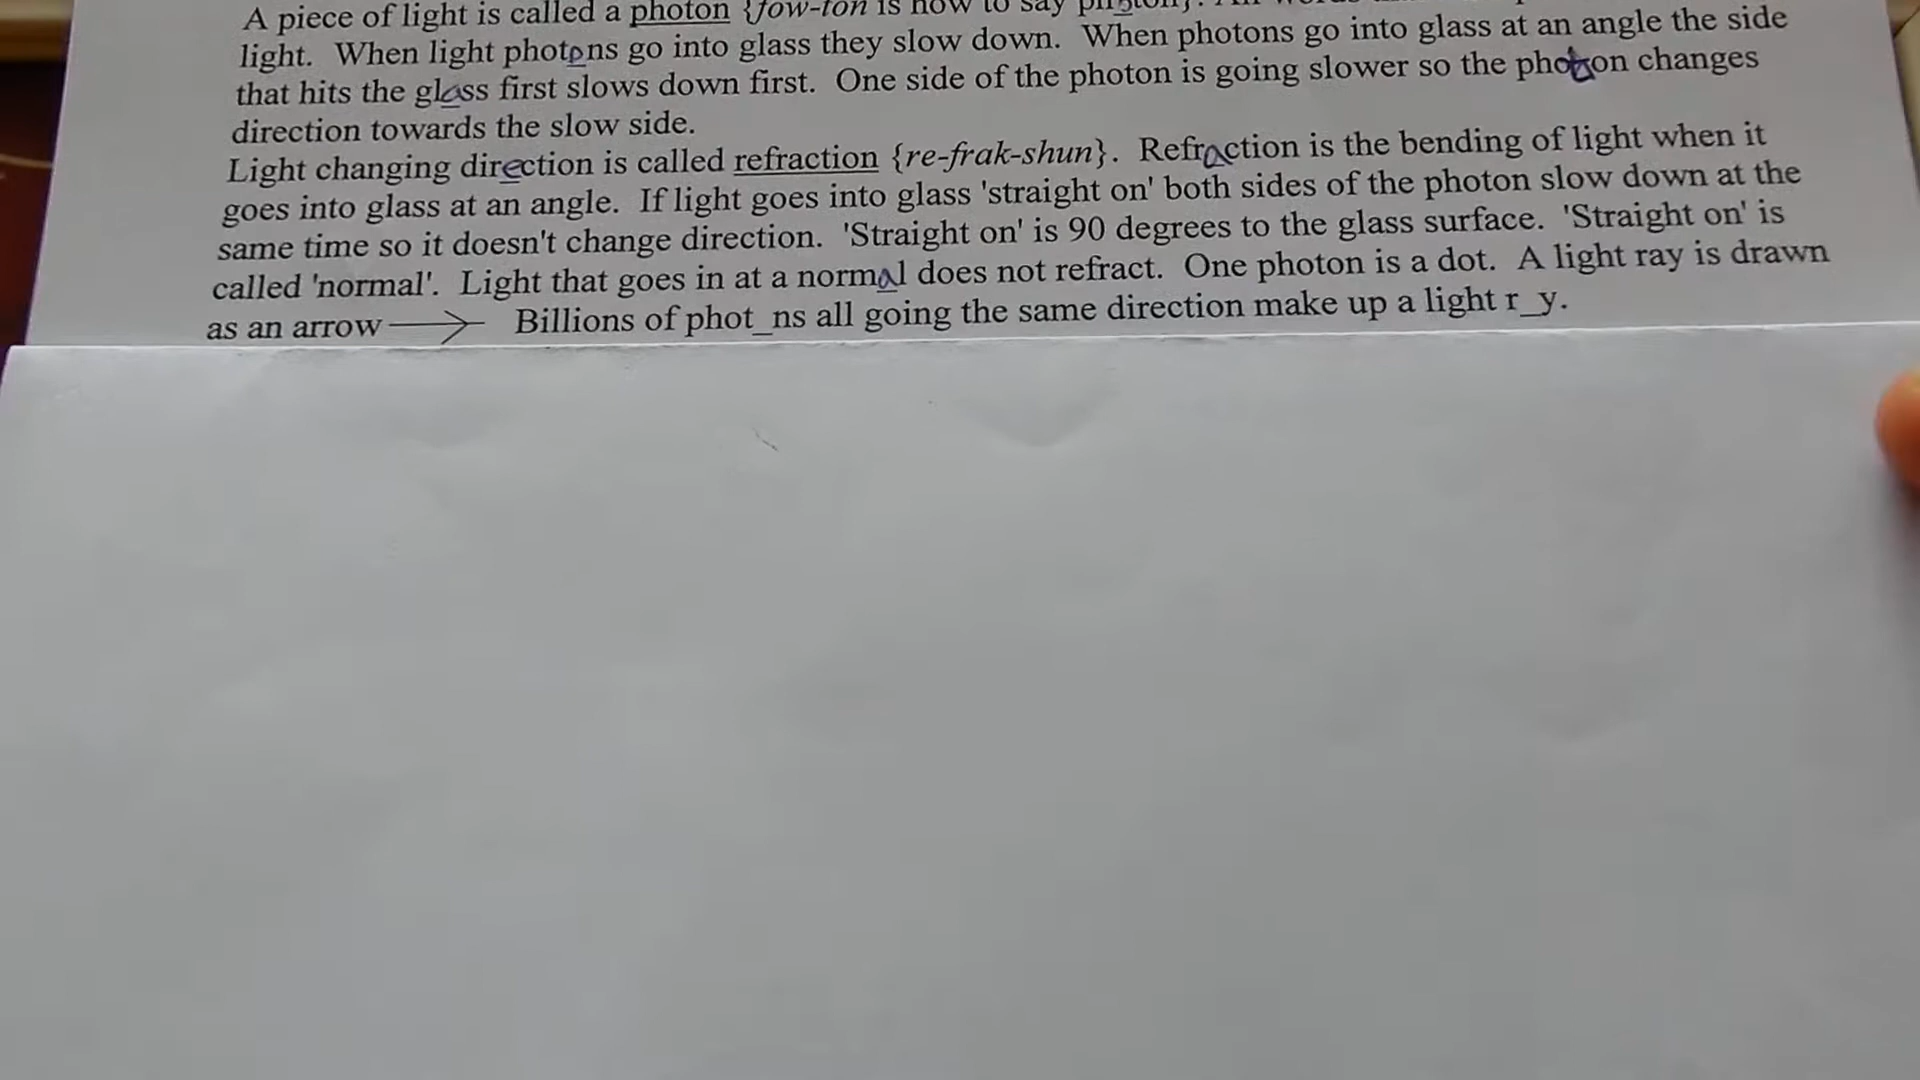 A piece of light is called a photon {fow-ton is how to say
light. When light photons go into glass they slow down. When photons go into glass at an angle the side
that hits the glass first slows down first. One side of the photon is going slower so the photon changes
direction towards the slow side.
Light changing direction is called refraction {re-frak-shun}. Refraction is the bending of light when it
goes into glass at an angle. If light goes into glass 'straight on' both sides of the photon slow down at the
same time so it doesn't change direction. 'Straight on' is 90 degrees to the glass surface. 'Straight on' is
called 'normal'. Light that goes in at a normal does not refract. One photon is a dot. A light ray is drawn
as an arrow Billions of phot_ns all going the same direction make up a light r_y.